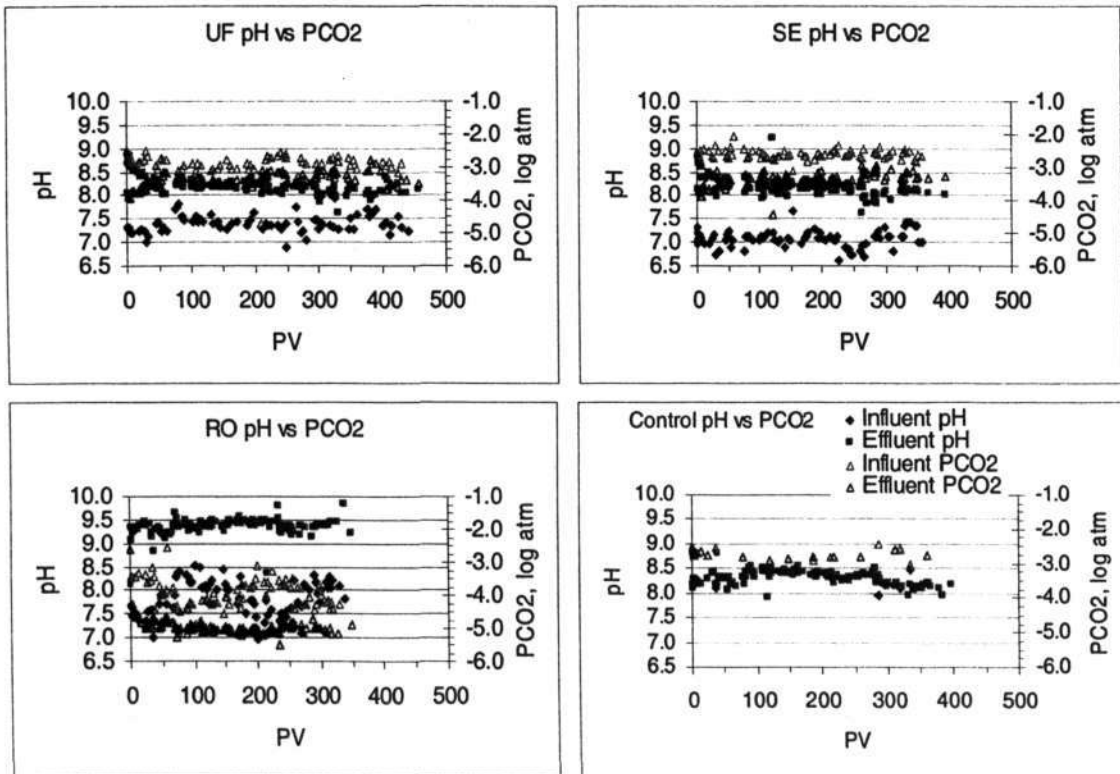 UF pH vs PCO2
10.0
9.5
9.0
8.5
8.0
7.5
7.0
6.5
pH
-1.0
-2.0
-3.0
-4.0
-5.0
-6.0
PCO2, log atm
0 100 200 300 400 500
PV
SE pH vs PCO2
10.0
9.5
9.0
8.5
8.0
7.5
7.0
6.5
pH
-1.0
-2.0
-3.0
-4.0
-5.0
-6.0
PCO2, log atm
0 100 200 300 400 500
PV
RO pH vs PCO2
10.0
9.5
9.0
8.5
8.0
7.5
7.0
6.5
pH
-1.0
-2.0
-3.0
-4.0
-5.0
-6.0
PCO2, log atm
0 100 200 300 400 500
PV
Control pH vs PCO2
Influent pH
Effluent pH
Influent PCO2
Effluent PCO2
10.0
9.5
9.0
8.5
8.0
7.5
7.0
6.5
pH
-1.0
-2.0
-3.0
-4.0
-5.0
-6.0
PCO2, log atm
0 100 200 300 400 500
PV